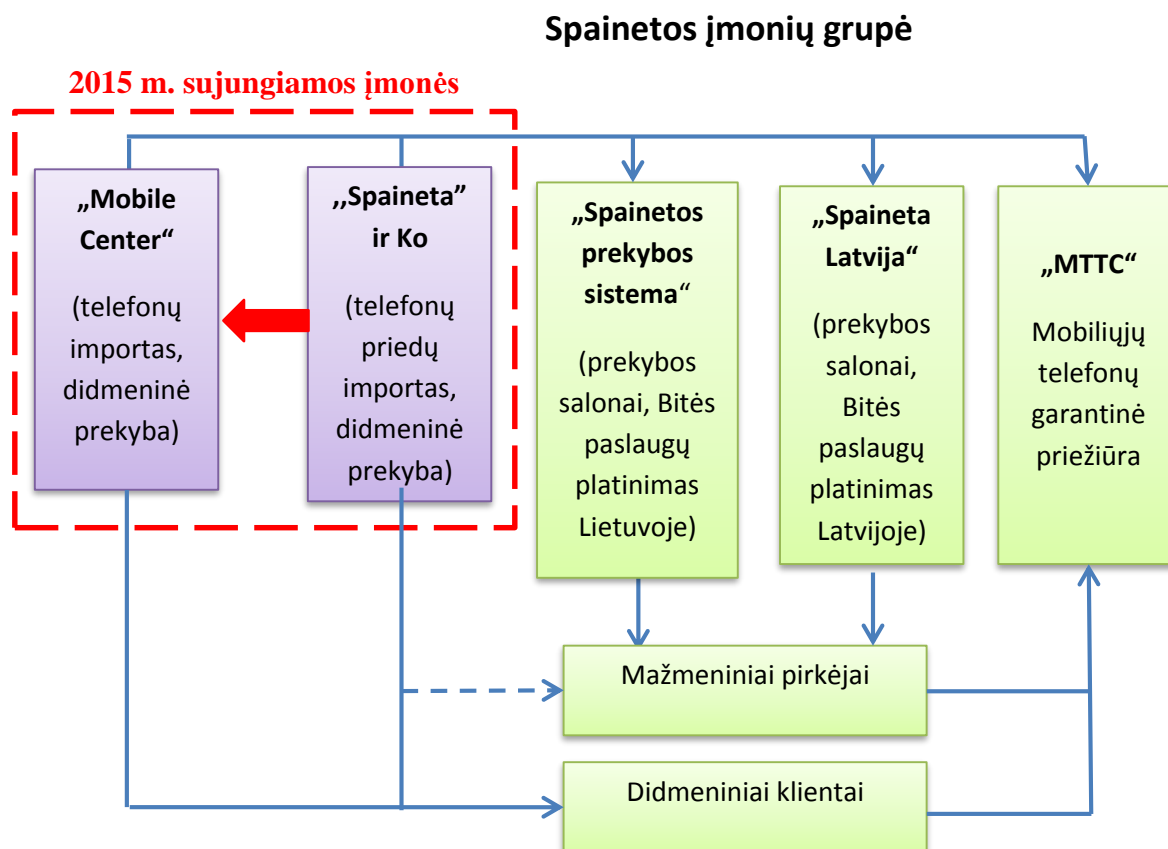 Spainetos įmonių grupė
2015 m. sujungiamos įmonės
„Mobile
Center“
(telefonų
importas,
didmeninė
prekyba)
,,Spaineta”
ir Ko
(telefonų
priedų
importas,
didmeninė
prekyba)
„Spainetos
prekybos
sistema“
(prekybos
salonai, Bitės
paslaugų
platinimas
Lietuvoje)
„Spaineta
Latvija“
(prekybos
salonai,
Bitės
paslaugų
platinimas
Latvijoje)
„MTTC“
Mobiliųjų
telefonų
garantinė
priežiūra
Mažmeniniai pirkėjai
Didmeniniai klientai